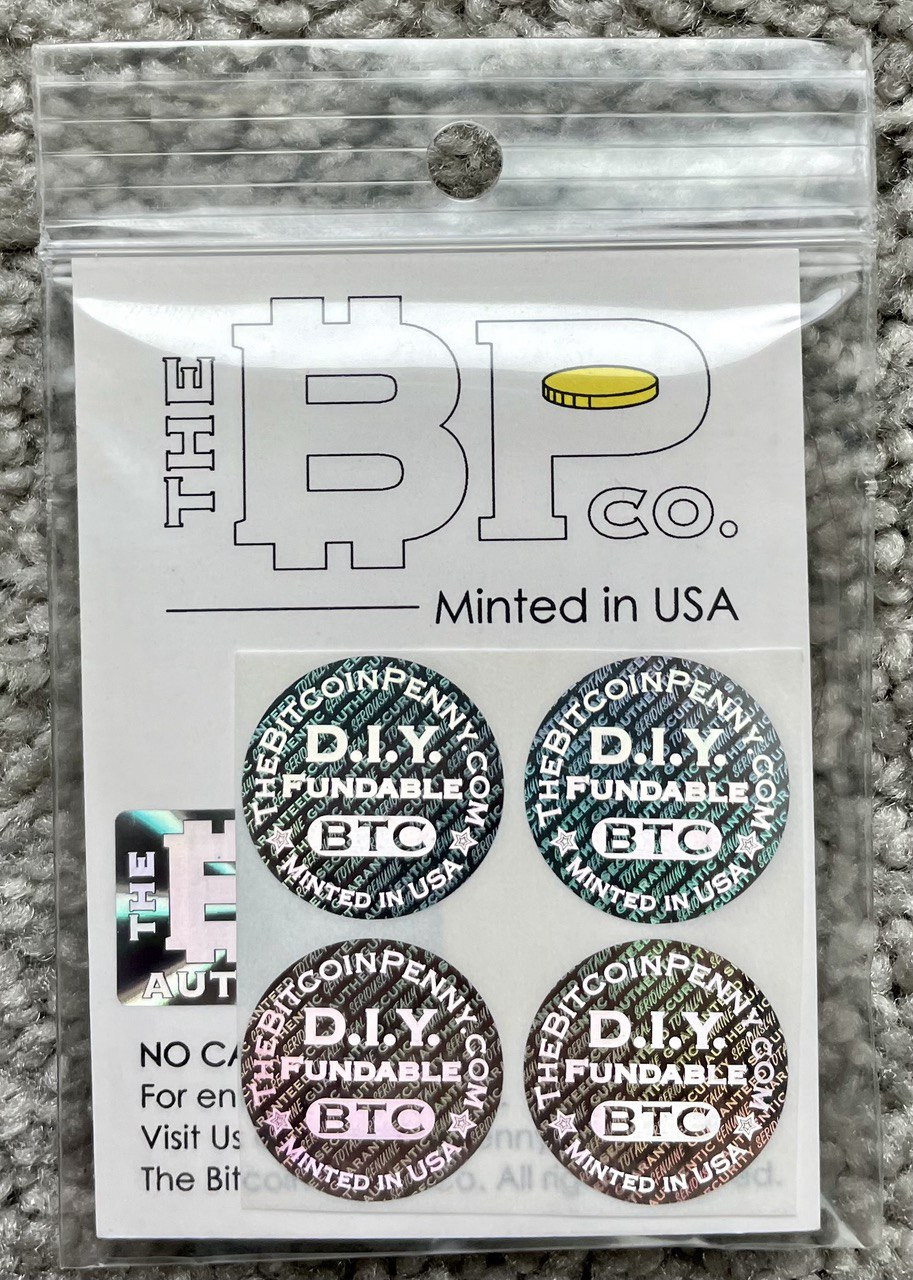 THE BP CO.
Minted in USA
THEBITCOINPENNY.COM
D.I.Y.
FUNDABLE
BTC
MINTED IN USA
THEBITCOINPENNY.COM
D.I.Y.
FUNDABLE
BTC
MINTED IN USA
THE B
AUT
THEBITCOINPENNY.COM
D.I.Y.
FUNDABLE
BTC
MINTED IN USA
THEBITCOINPENNY.COM
D.I.Y.
FUNDABLE
BTC
MINTED IN USA
NO CA
For en
Visit Us
The Bitcoin Co. All rig